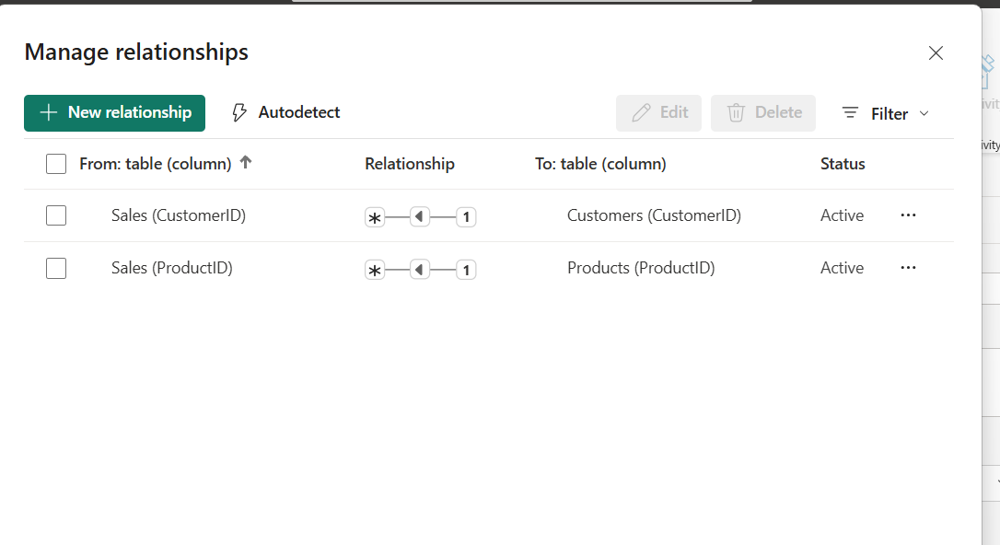 Manage relationships
New relationship Autodetect Edit Delete Filter
From: table (column) Relationship To: table (column) Status
Sales (CustomerID) * 1 Customers (CustomerID) Active ...
Sales (ProductID) * 1 Products (ProductID) Active ...